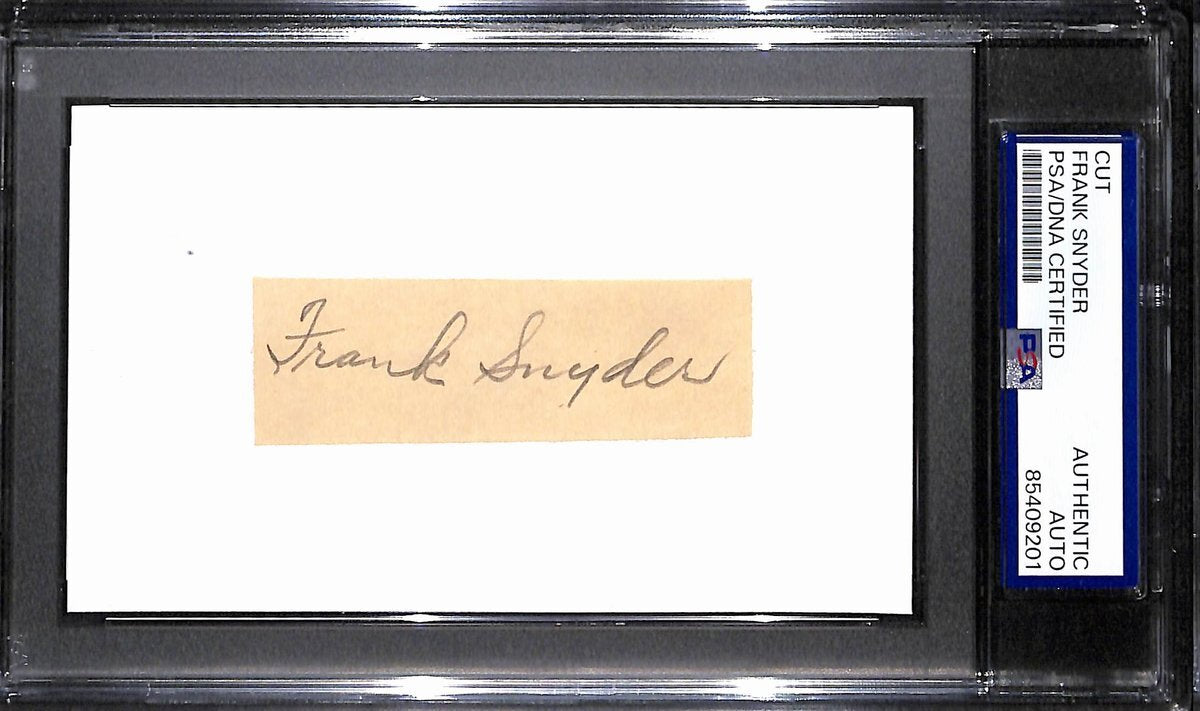 Frank Snyder
CUT
FRANK SNYDER
PSA/DNA CERTIFIED
PSA
AUTHENTIC
AUTO
85409201